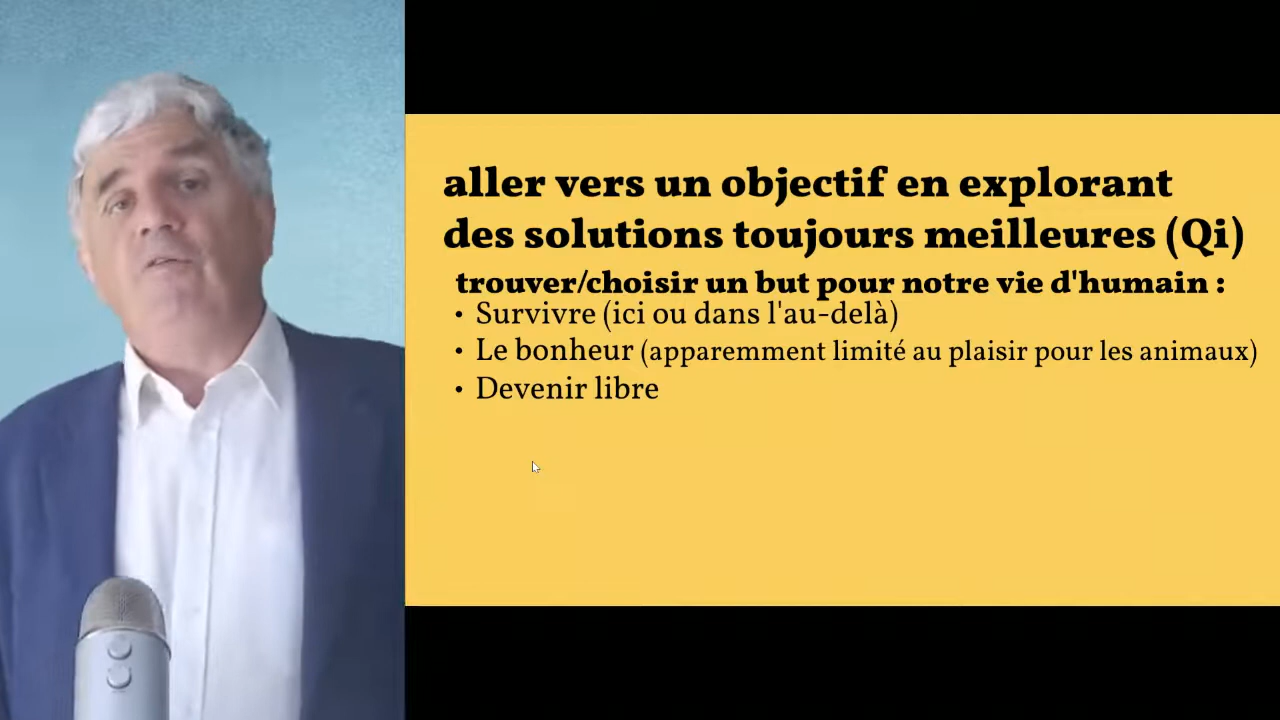 aller vers un objectif en explorant
des solutions toujours meilleures (Qi)
trouver/choisir un but pour notre vie d'humain :
• Survivre (ici ou dans l'au-delà)
• Le bonheur (apparemment limité au plaisir pour les animaux)
• Devenir libre